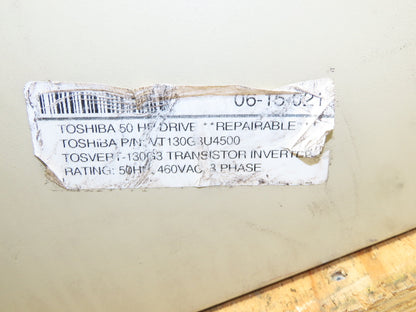 06-15/021
TOSHIBA 50 HP DRIVE **REPAIRABLE**
TOSHIBA P/N: VT130G3U4500
TOSVERT-130G3 TRANSISTOR INVERTER
RATING: 50HP, 460VAC, 3 PHASE